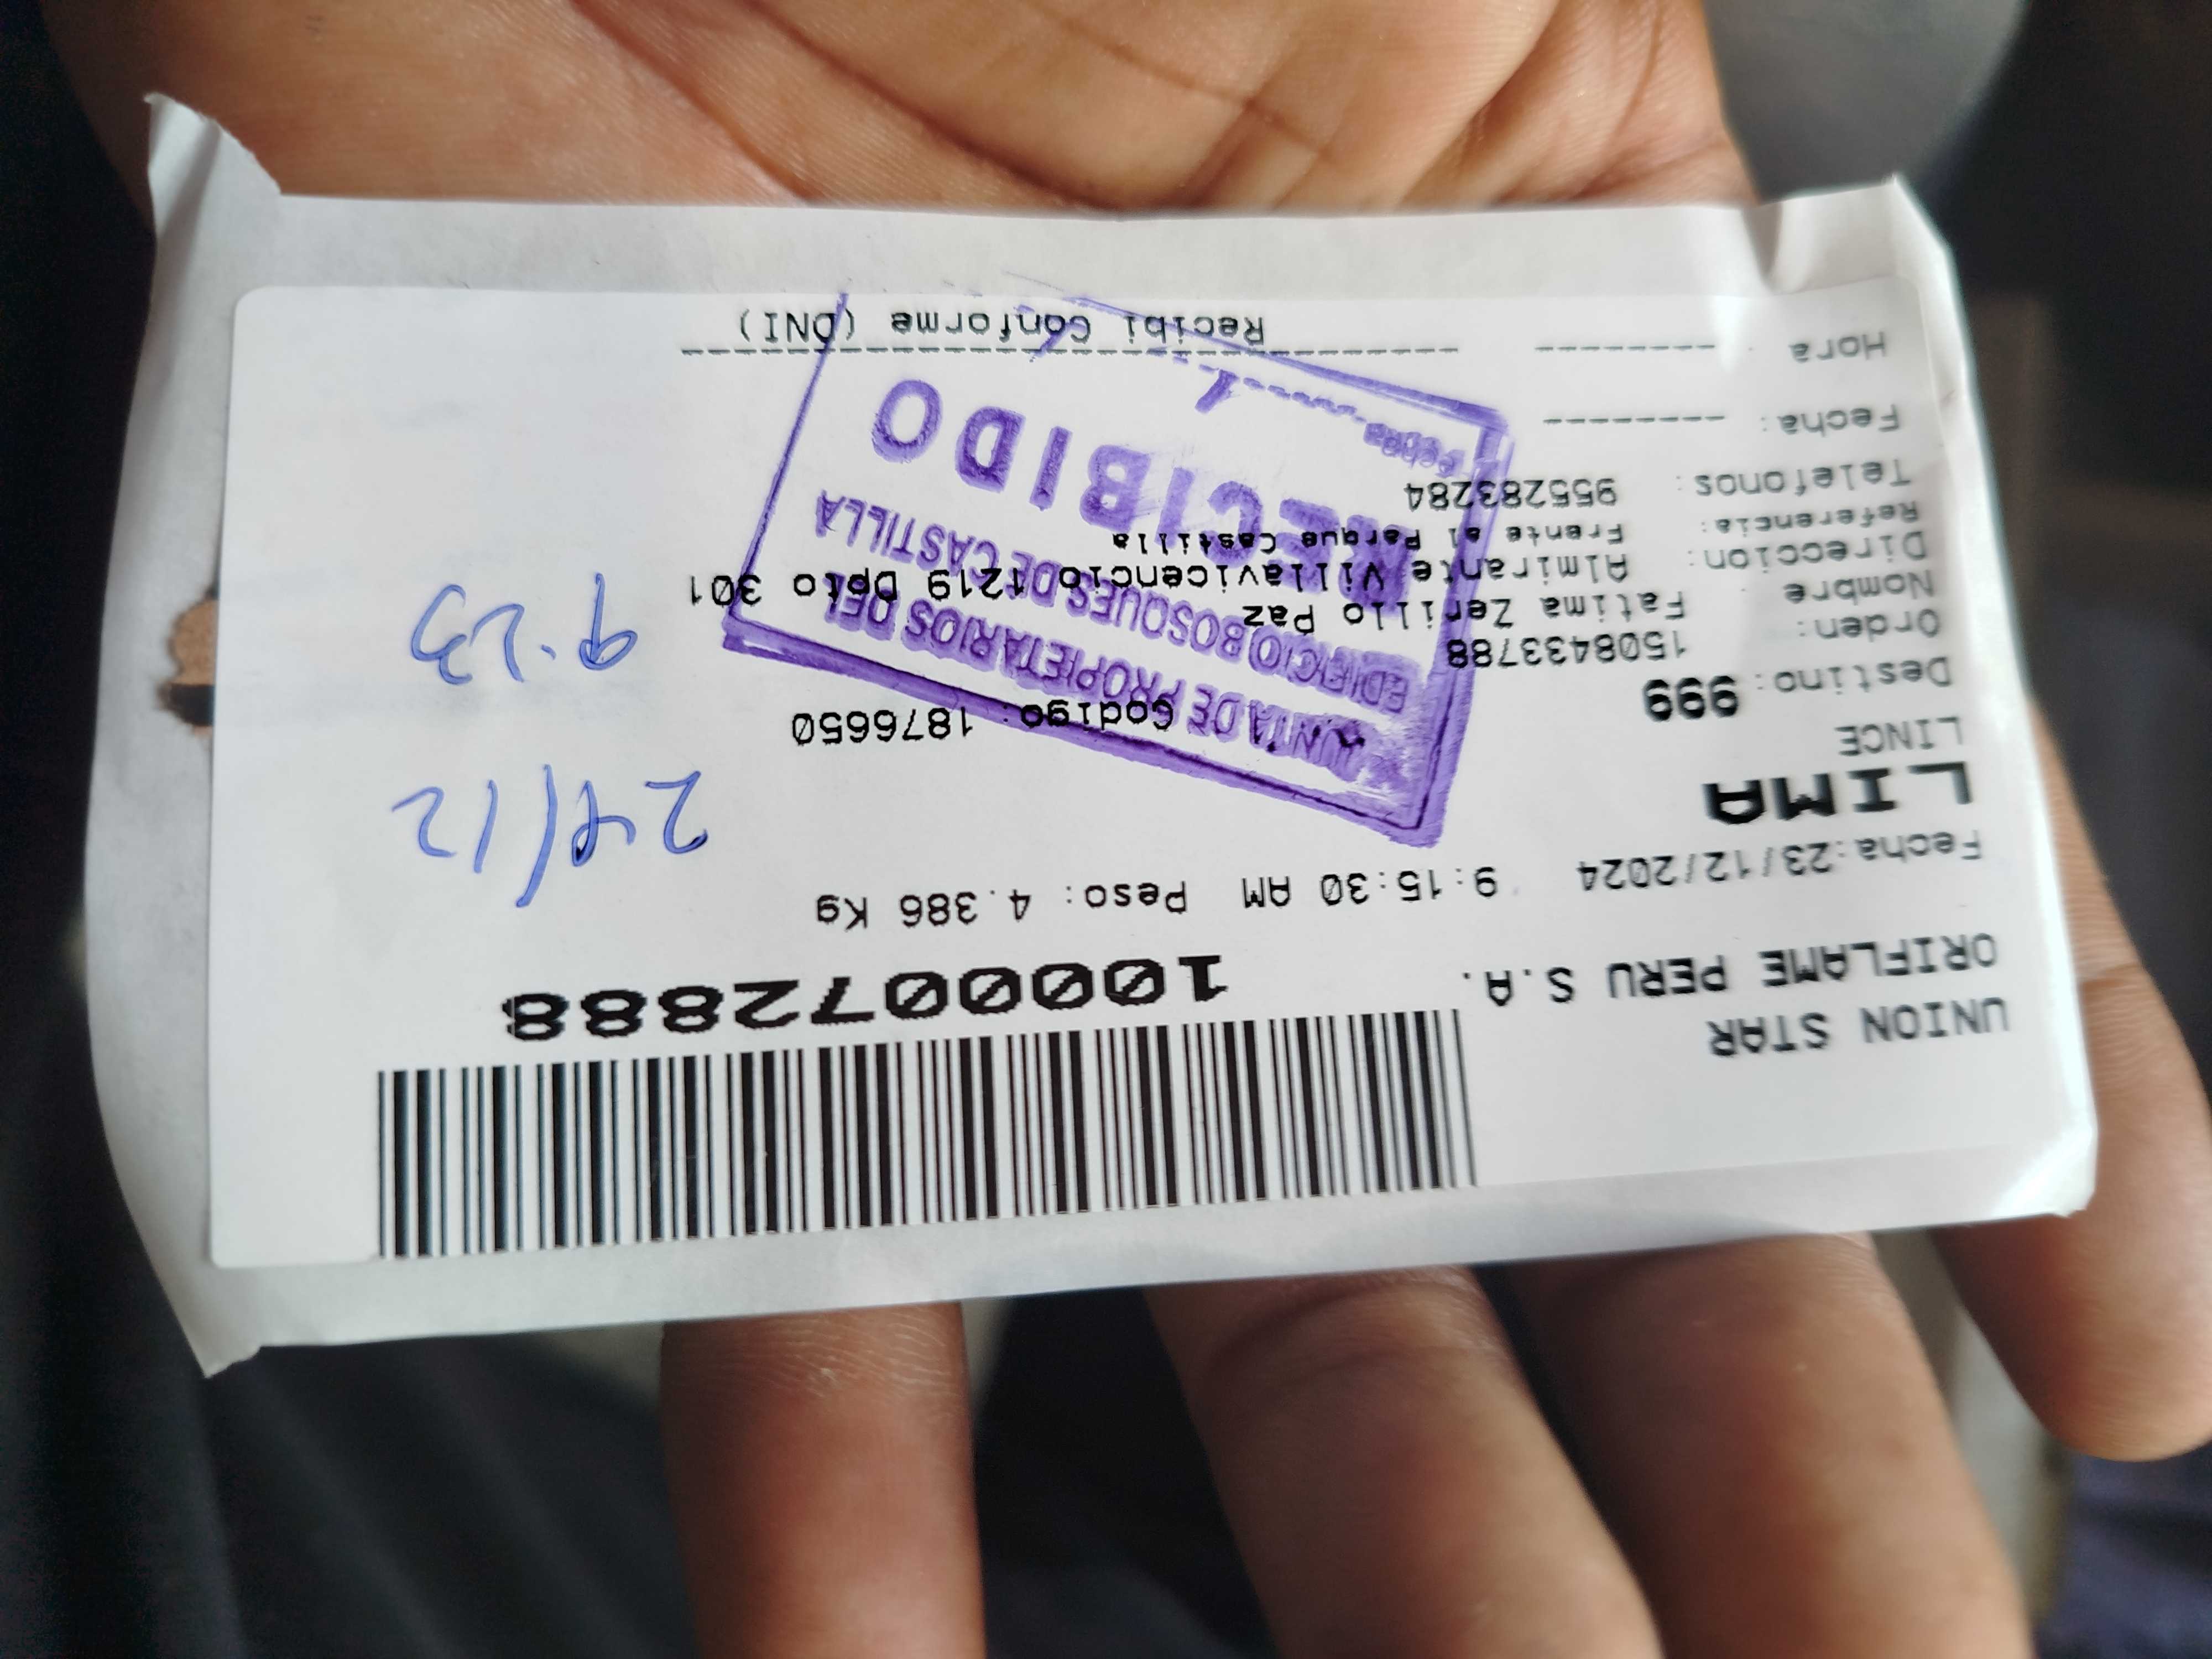 UNION STAR
ORIFLAME PERU S.A.
1000072888
Fecha:23/12/2024 9:15:30 AM Peso: 4.386 Kg
LIMA
LINCE
Destino: 999 Codigo: 1876650
Orden: 1508433788
Nombre Fatima Zerillo Paz
Direccion: Almirante Villavicencio 1219 Dpto 301
Referencia: Frente al Parque Castilla
Telefonos: 955283284
Fecha: --------
Hora --------
Recibi Conforme (DNI)
24/12
9:23
JUNTA DE PROPIETARIOS DEL
EDIFICIO BOSQUES DE CASTILLA
RECIBIDO
Fecha